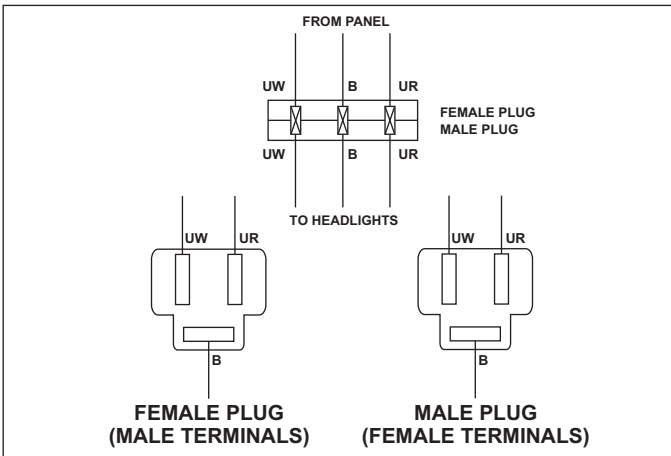 FROM PANEL
UW B UR
FEMALE PLUG
MALE PLUG
UW B UR
TO HEADLIGHTS
UW UR
B
FEMALE PLUG
(MALE TERMINALS)
UW UR
B
MALE PLUG
(FEMALE TERMINALS)